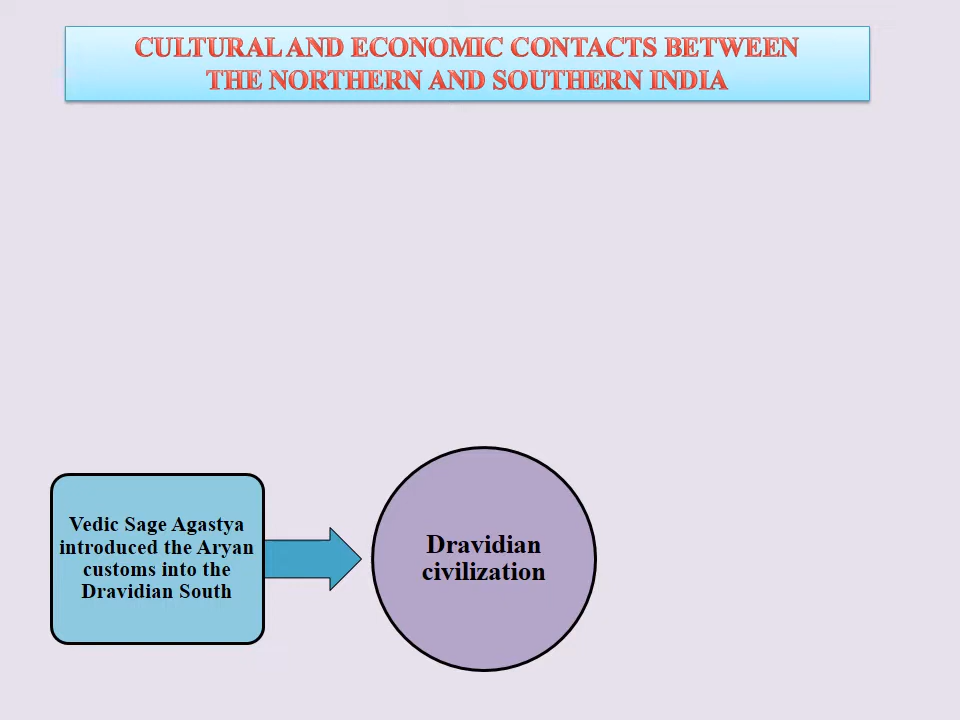 CULTURAL AND ECONOMIC CONTACTS BETWEEN
THE NORTHERN AND SOUTHERN INDIA
Vedic Sage Agastya
introduced the Aryan
customs into the
Dravidian South
Dravidian
civilization